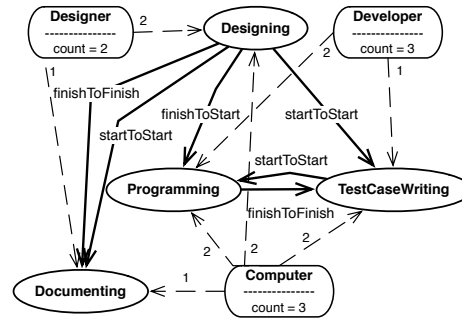 Designer
----------------
count = 2
2
Designing
Developer
----------------
count = 3
1
2
1
finishToFinish
finishToStart
startToStart
startToStart
startToStart
Programming
TestCaseWriting
finishToFinish
2
2
2
Documenting
1
Computer
----------------
count = 3